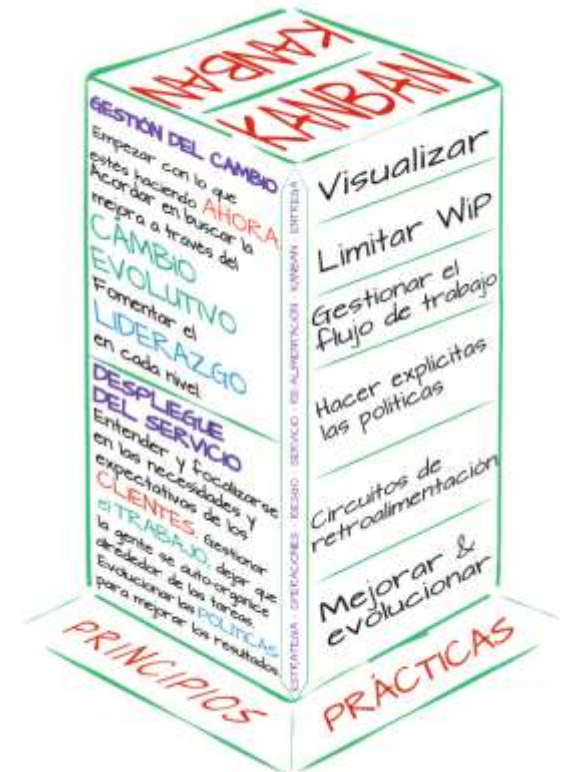 KANBAN
KANBAN
GESTIÓN DEL CAMBIO
Empezar con lo que
estés haciendo AHORA
Acordar en buscar la
mejora a través del
CAMBIO
EVOLUTIVO
Fomentar el
LIDERAZGO
en cada nivel
DESPLIEGUE
DEL SERVICIO
Entender y focalizarse
en las necesidades y
expectativas de los
CLIENTES. Gestionar
el TRABAJO, dejar que
la gente se auto-organice
alrededor de las tareas.
Evolucionar las POLÍTICAS
para mejorar los resultados
ESTRATEGIA · OPERACIONES · RIESGO · SERVICIO · RE ALIMENTACIÓN · KANBAN · ENTREGA
Visualizar
Limitar WiP
Gestionar el
flujo de trabajo
Hacer explícitas
las políticas
Circuitos de
retroalimentación
Mejorar &
evolucionar
PRINCIPIOS
PRÁCTICAS